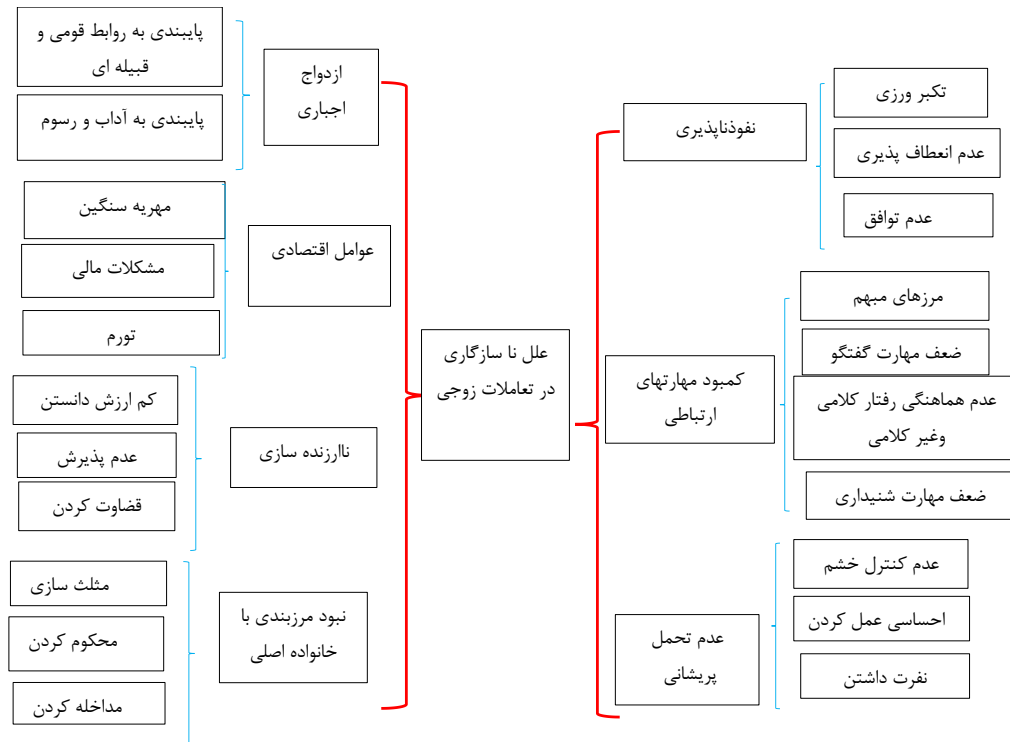 علل نا سازگاری
در تعاملات زوجی
نفوذناپذیری
تکبر ورزی
عدم انعطاف پذیری
عدم توافق
کمبود مهارتهای
ارتباطی
مرزهای مبهم
ضعف مهارت گفتگو
عدم هماهنگی رفتار کلامی
وغیر کلامی
ضعف مهارت شنیداری
عدم تحمل
پریشانی
عدم کنترل خشم
احساسی عمل کردن
نفرت داشتن
ازدواج
اجباری
پایبندی به روابط قومی و
قبیله ای
پایبندی به آداب و رسوم
عوامل اقتصادی
مهریه سنگین
مشکلات مالی
تورم
ناارزنده سازی
کم ارزش دانستن
عدم پذیرش
قضاوت کردن
نبود مرزبندی با
خانواده اصلی
مثلث سازی
محکوم کردن
مداخله کردن